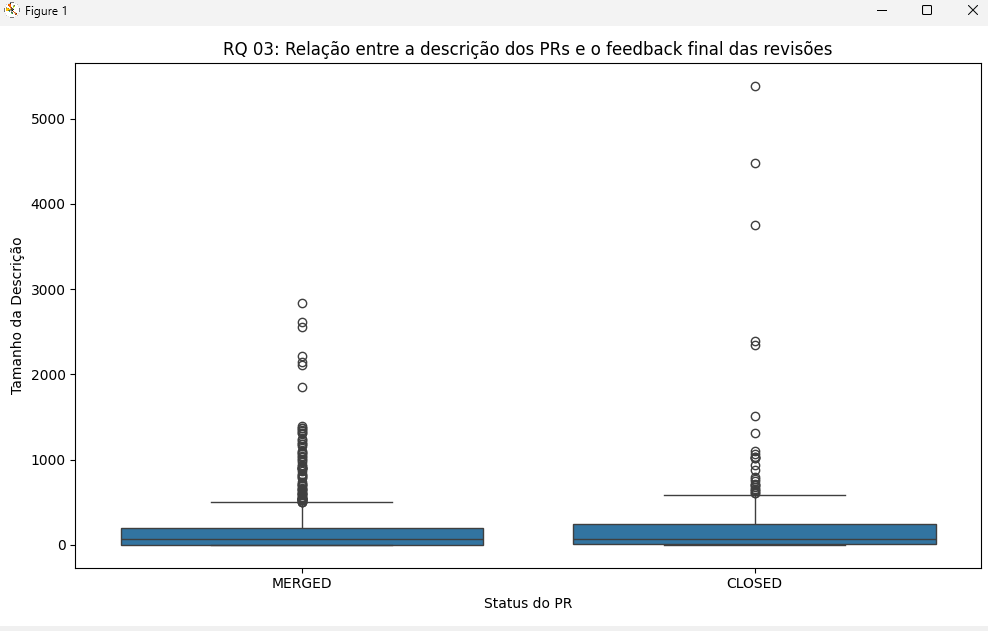 Figure 1
RQ 03: Relação entre a descrição dos PRs e o feedback final das revisões
5000
4000
3000
2000
1000
0
Tamanho da Descrição
MERGED
CLOSED
Status do PR